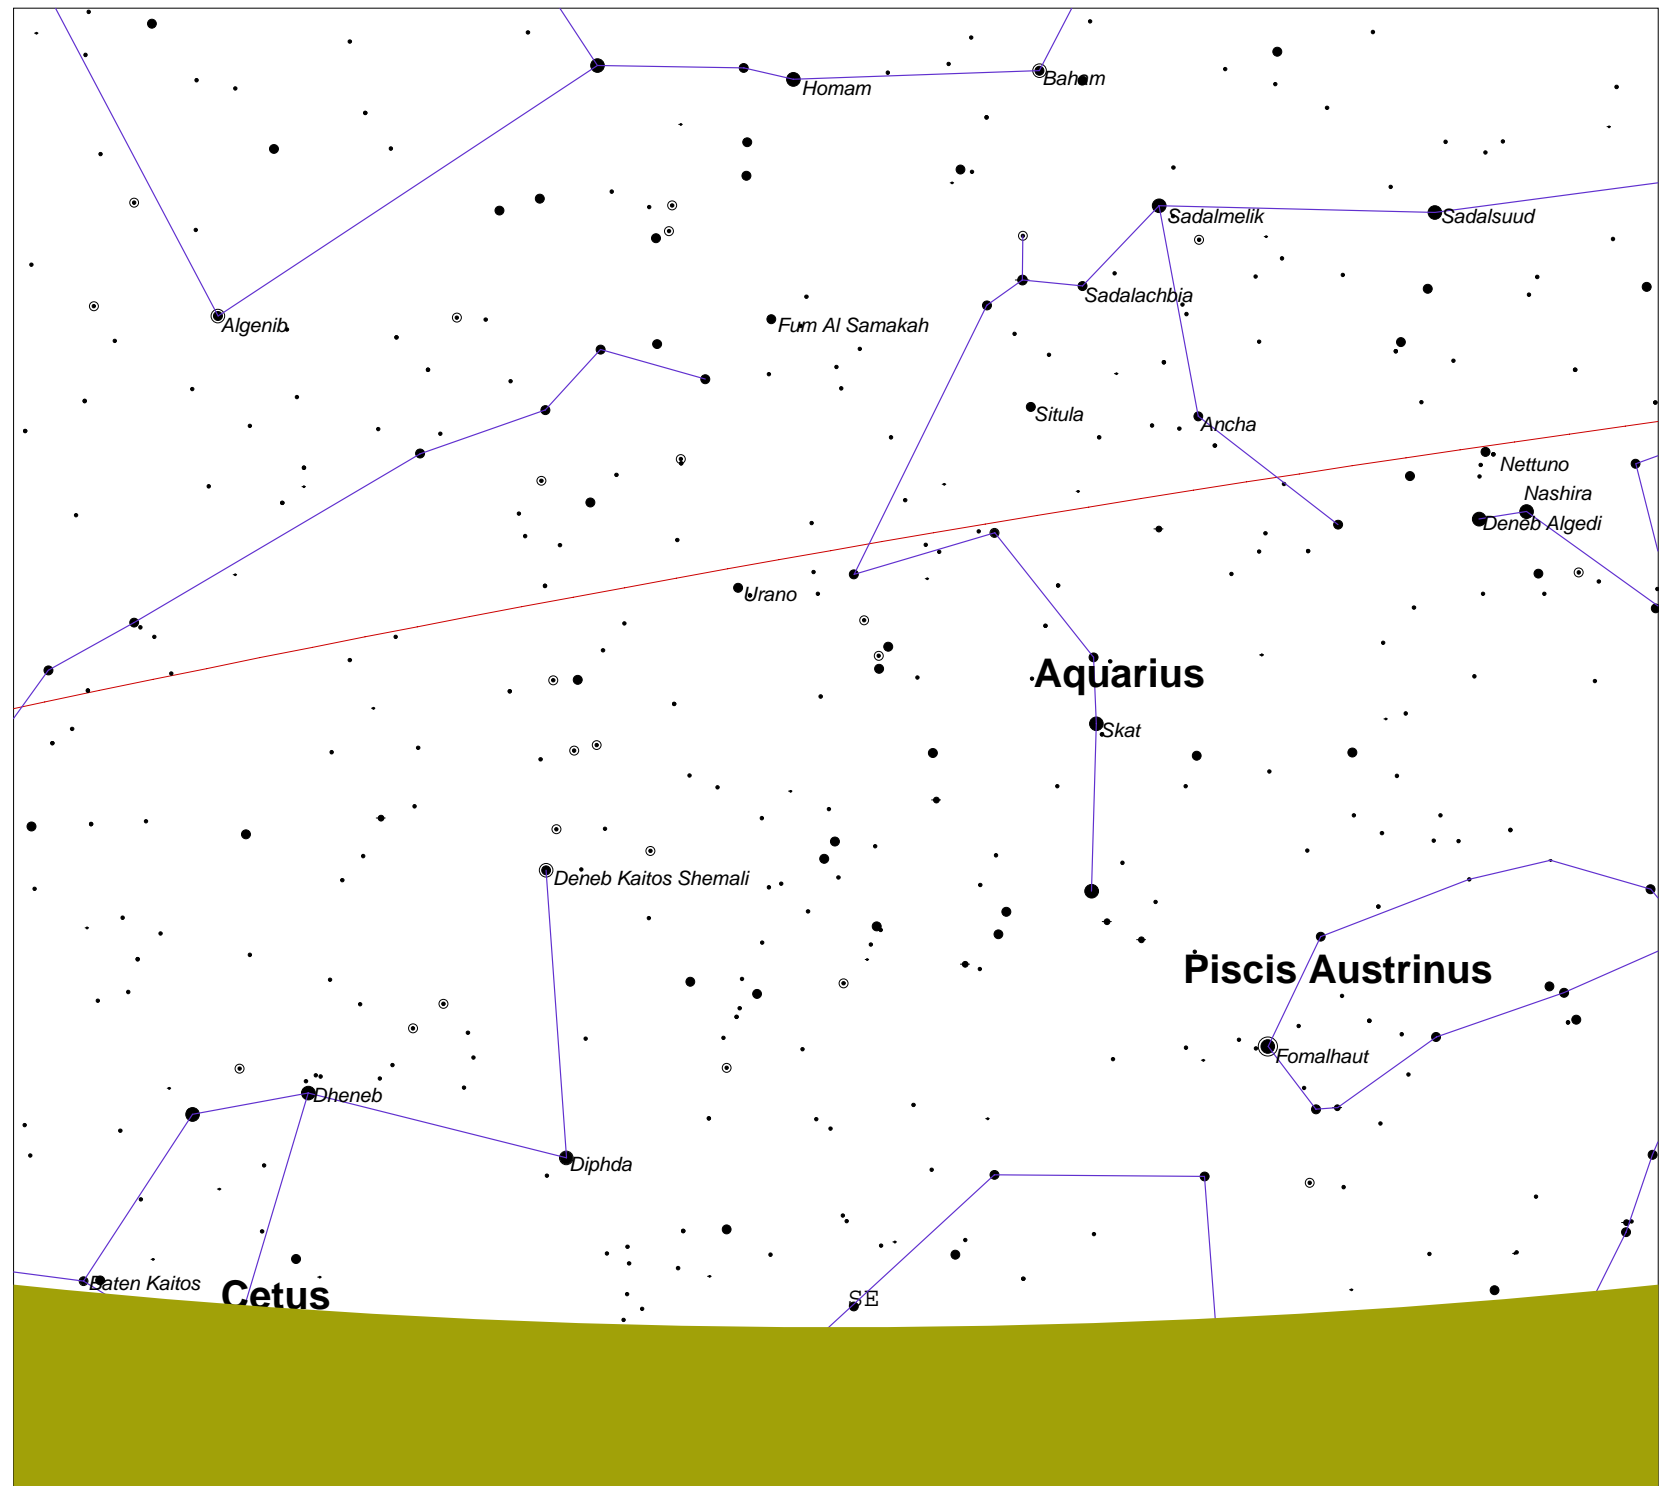 Homam
Baham
Sadalmelik
Sadalsuud
Sadalachbia
Algenib
Fum Al Samakah
Situla
Ancha
Nettuno
Nashira
Deneb Algedi
Urano
Aquarius
Skat
Deneb Kaitos Shemali
Piscis Austrinus
Fomalhaut
Dheneb
Diphda
Baten Kaitos
Cetus
SE